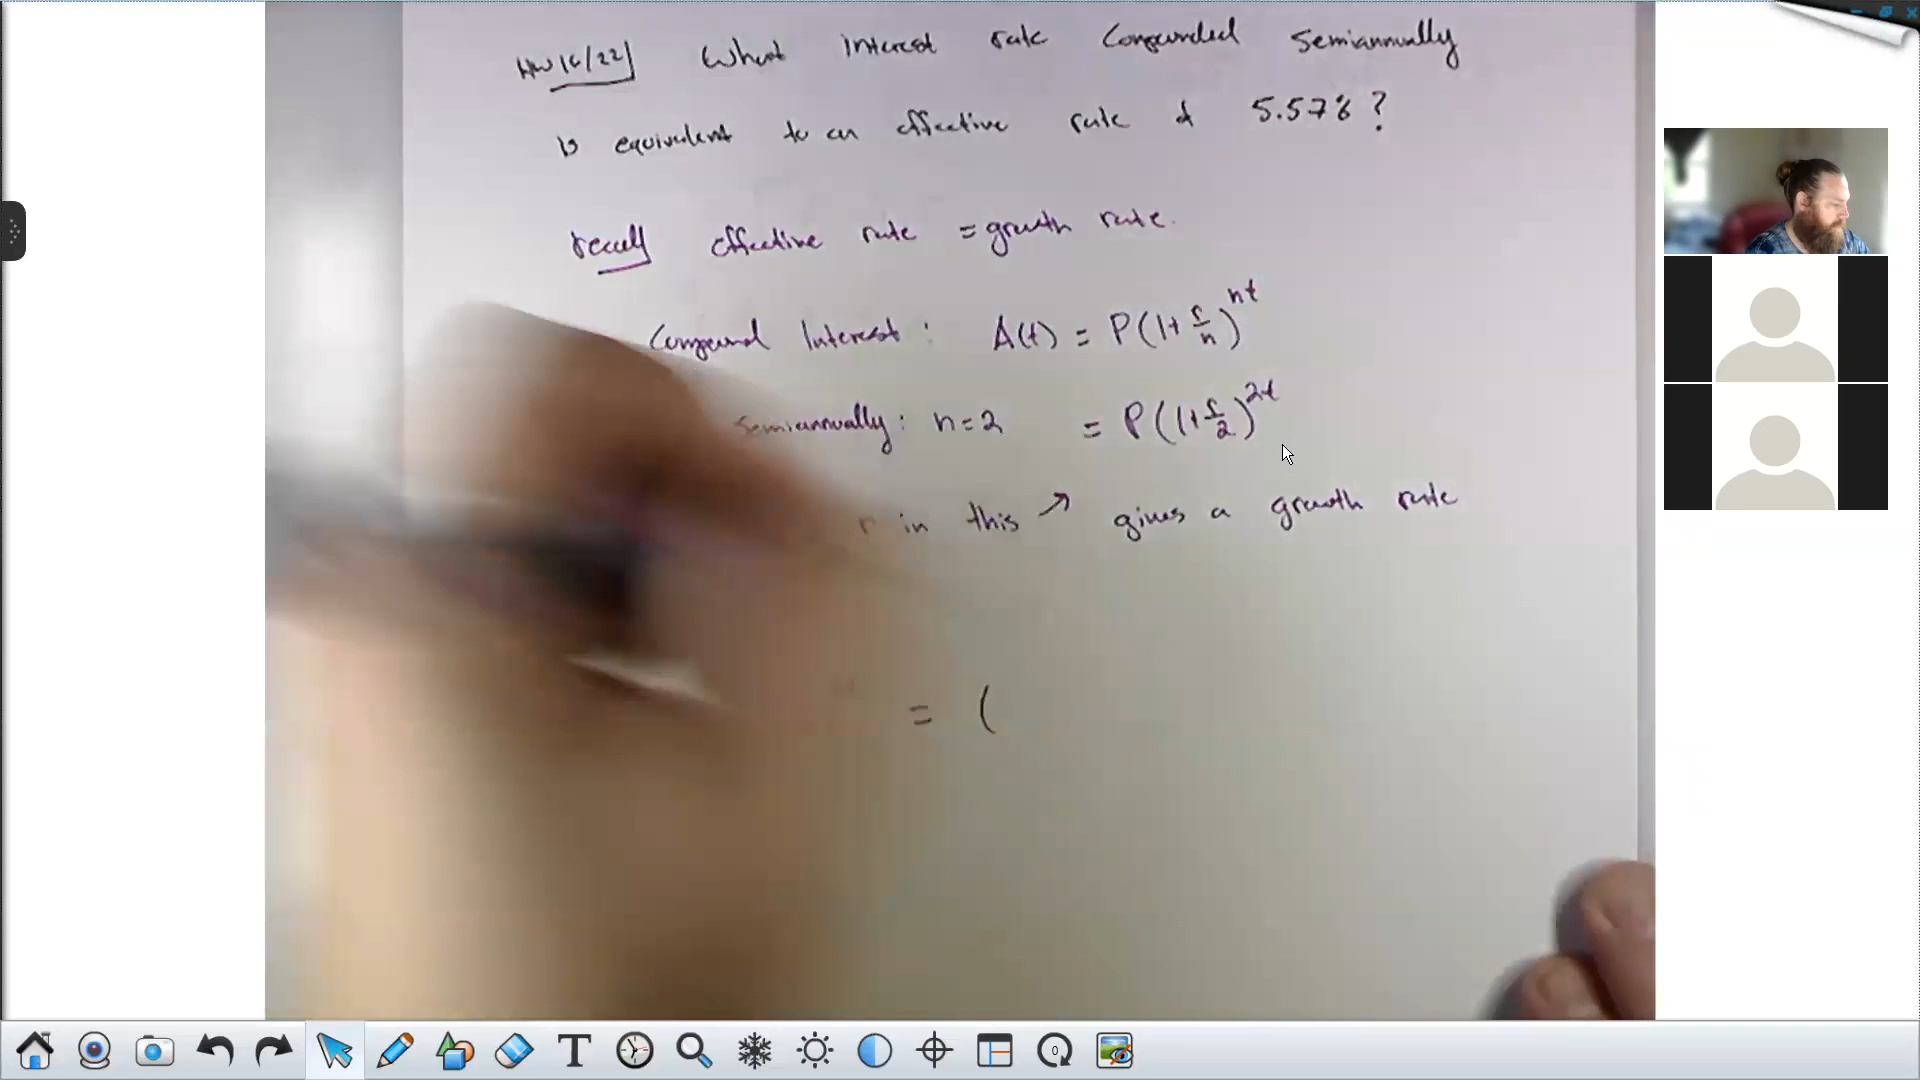 HW 16/22] What interest rate compounded semiannually
is equivalent to an effective rate of 5.57%?
recall effective rate = growth rate.
Compound Interest: A(t) = P(1+r/n)^nt
Semiannually: n=2 = P(1+r/2)^2t
r in this ↗ gives a growth rate
= (
T
0